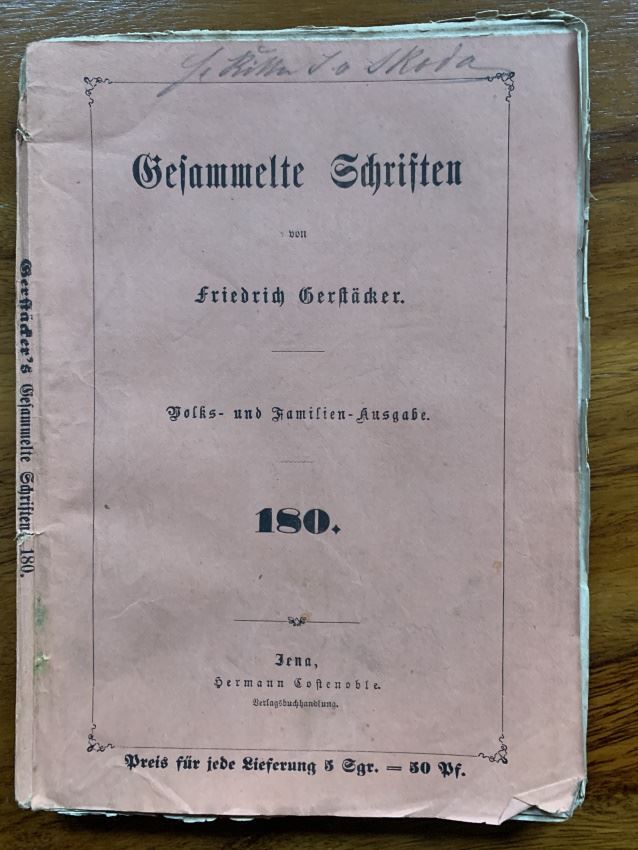 Skoda
Gesammelte Schriften
von
Friedrich Gerstäcker.
Volks- und Familien-Ausgabe.
180.
Jena,
Hermann Costenoble.
Verlagsbuchhandlung.
Preis für jede Lieferung 5 Sgr. = 50 Pf.
Gerstäcker's Gesammelte Schriften 180.